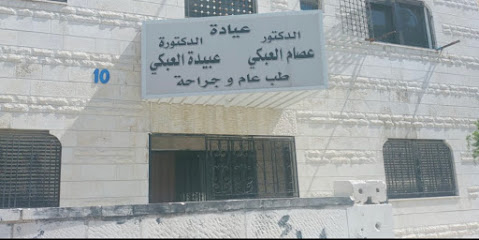 عيادة
الدكتور الدكتورة
عصام العبكي عبيدة العبكي
طب عام و جراحة
10